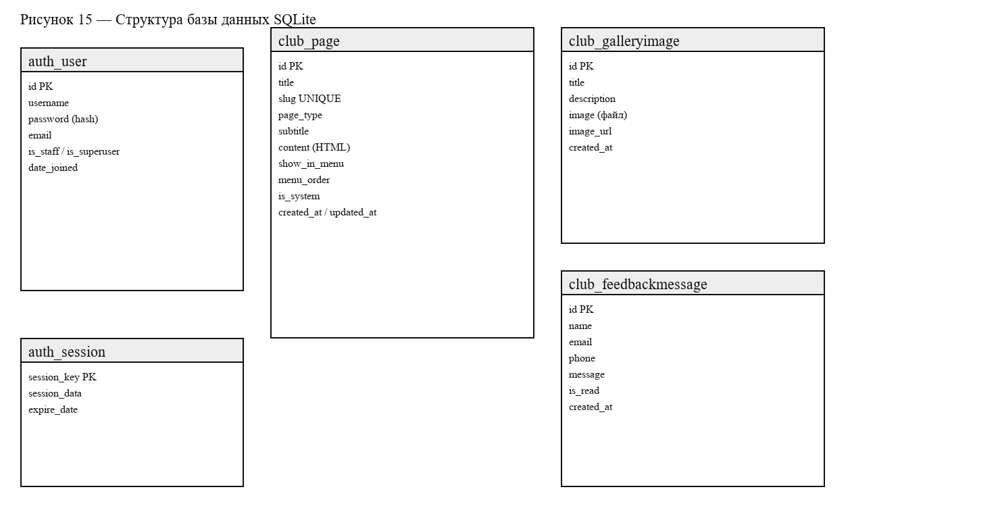 Рисунок 15 — Структура базы данных SQLite
auth_user
id PK
username
password (hash)
email
is_staff / is_superuser
date_joined
auth_session
session_key PK
session_data
expire_date
club_page
id PK
title
slug UNIQUE
page_type
subtitle
content (HTML)
show_in_menu
menu_order
is_system
created_at / updated_at
club_galleryimage
id PK
title
description
image (файл)
image_url
created_at
club_feedbackmessage
id PK
name
email
phone
message
is_read
created_at